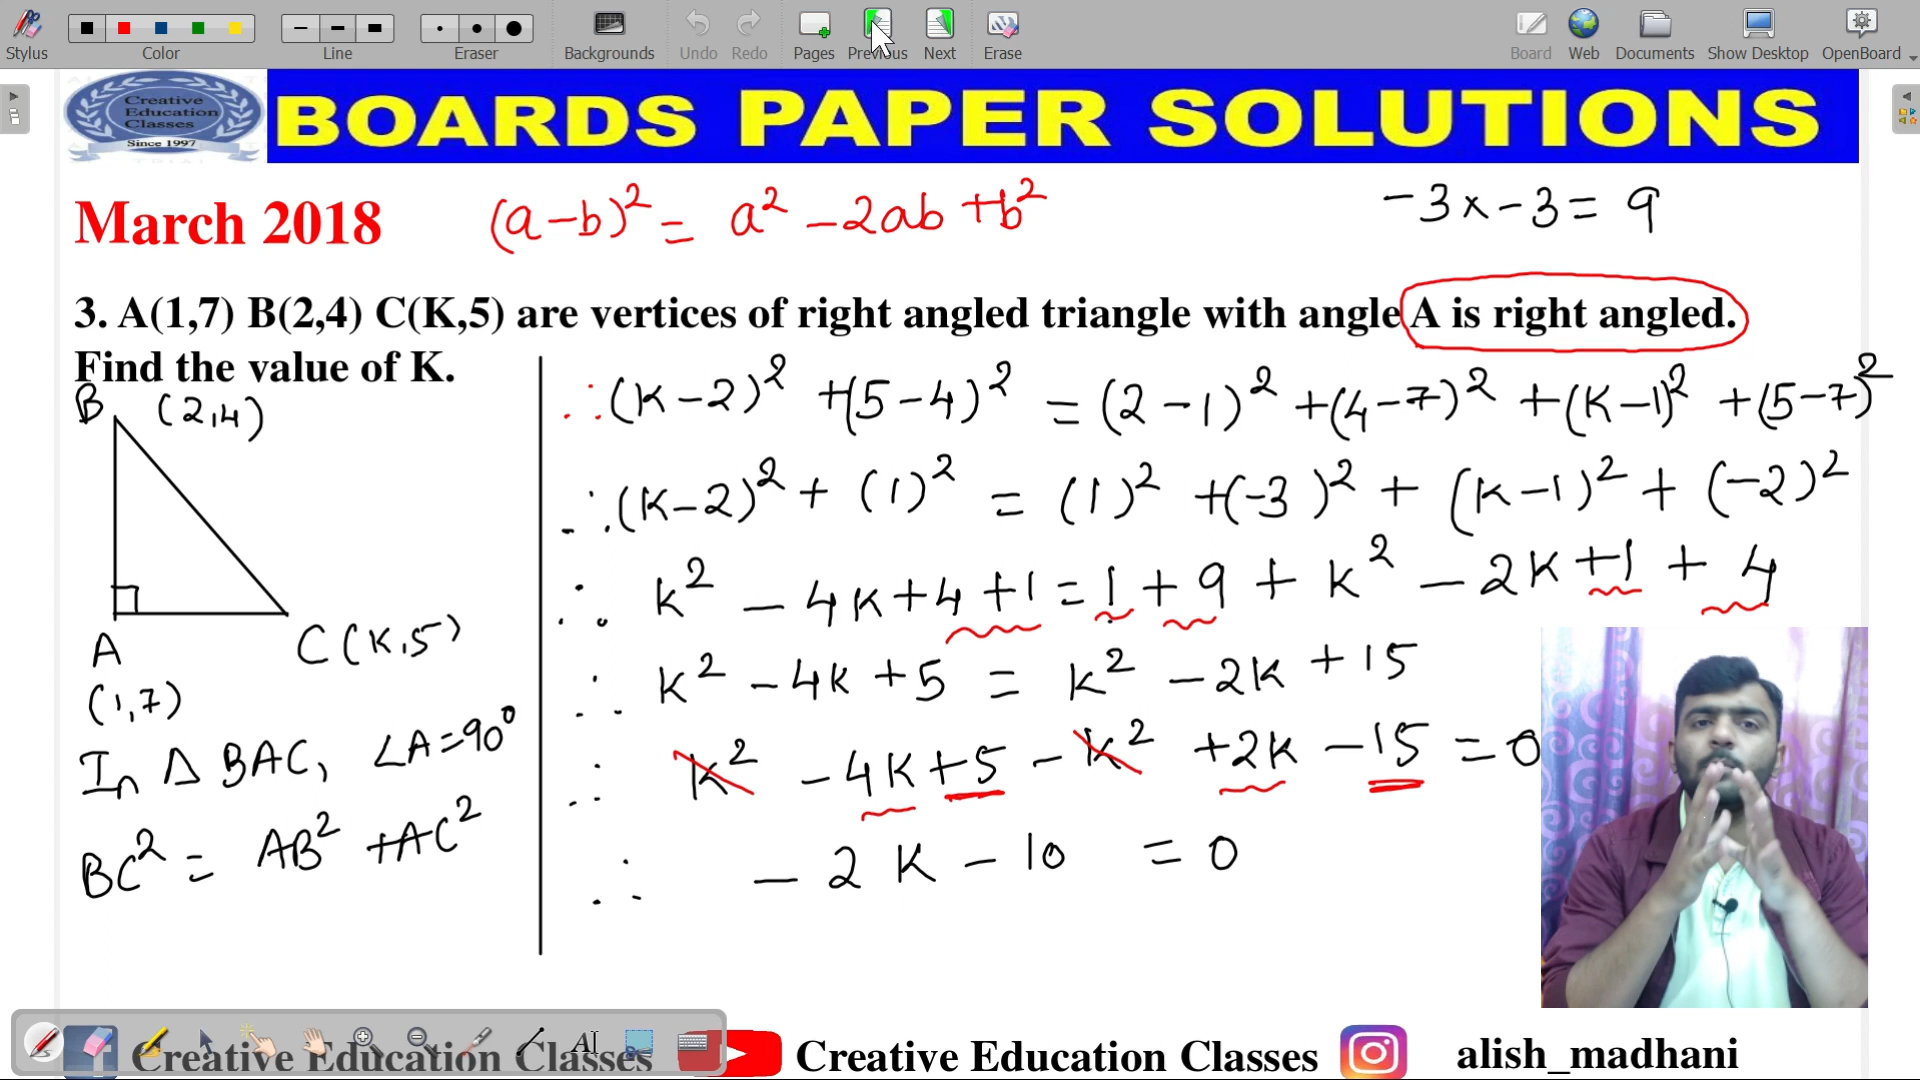 Stylus Color Line Eraser Backgrounds Undo Redo Pages Previous Next Erase Board Web Documents Show Desktop OpenBoard
Creative
Education
Classes
Since 1997
BOARDS PAPER SOLUTIONS
March 2018
(a-b)² = a² - 2ab + b²
-3 x -3 = 9
3. A(1,7) B(2,4) C(K,5) are vertices of right angled triangle with angle A is right angled.
Find the value of K.
B (2,4)
A
C (K,5)
(1,7)
In Δ BAC, ∠A=90°
BC² = AB² + AC²
∴ (K-2)² + (5-4)² = (2-1)² + (4-7)² + (K-1)² + (5-7)²
∴ (K-2)² + (1)² = (1)² + (-3)² + (K-1)² + (-2)²
∴ K² - 4K + 4 + 1 = 1 + 9 + K² - 2K + 1 + 4
∴ K² - 4K + 5 = K² - 2K + 15
∴ K² - 4K + 5 - K² + 2K - 15 = 0
∴ - 2K - 10 = 0
Creative Education Classes
Creative Education Classes
alish_madhani